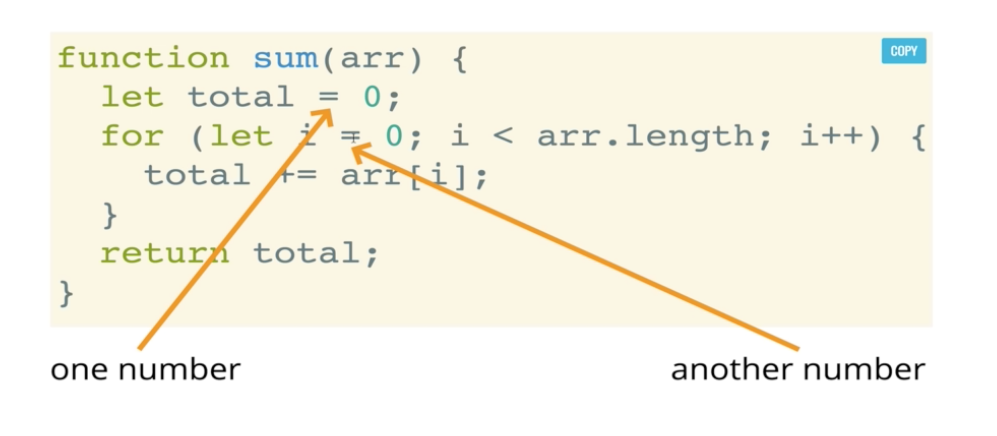 function sum(arr) {
COPY
let total = 0;
for (let i = 0; i < arr.length; i++) {
total += arr[i];
}
return total;
}
one number
another number